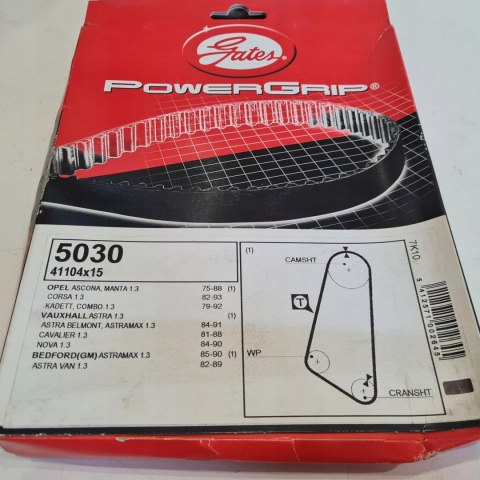 Gates
POWERGRIP®
5030
41104x15
OPEL ASCONA, MANTA 1.3 75-88 (1)
CORSA 1.3 82-93
KADETT, COMBO 1.3 79-92
VAUXHALL ASTRA 1.3 (1)
ASTRA BELMONT, ASTRAMAX 1.3 84-91
CAVALIER 1.3 81-88
NOVA 1.3 84-90
BEDFORD(GM) ASTRAMAX 1.3 85-90 (1)
ASTRA VAN 1.3 82-89
(1)
CAMSHT
T
WP
CRANSHT
7K10